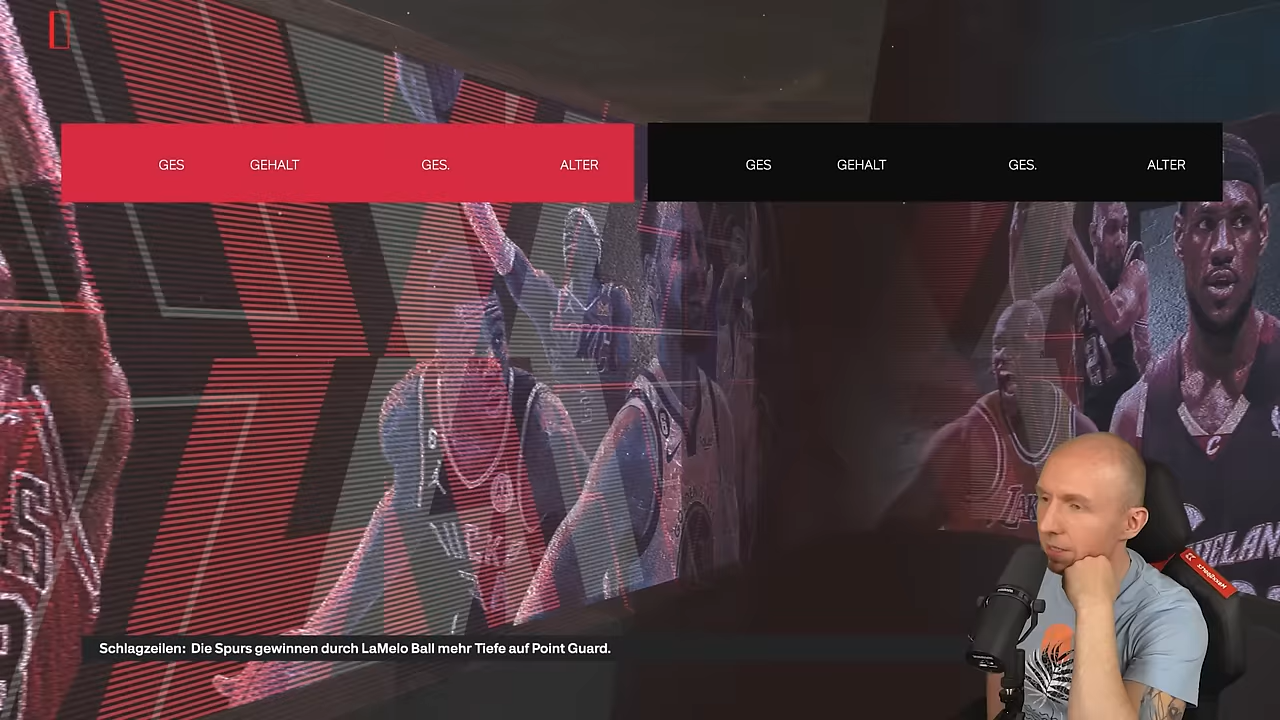 GES GEHALT GES. ALTER
GES GEHALT GES. ALTER
Schlagzeilen: Die Spurs gewinnen durch LaMelo Ball mehr Tiefe auf Point Guard.